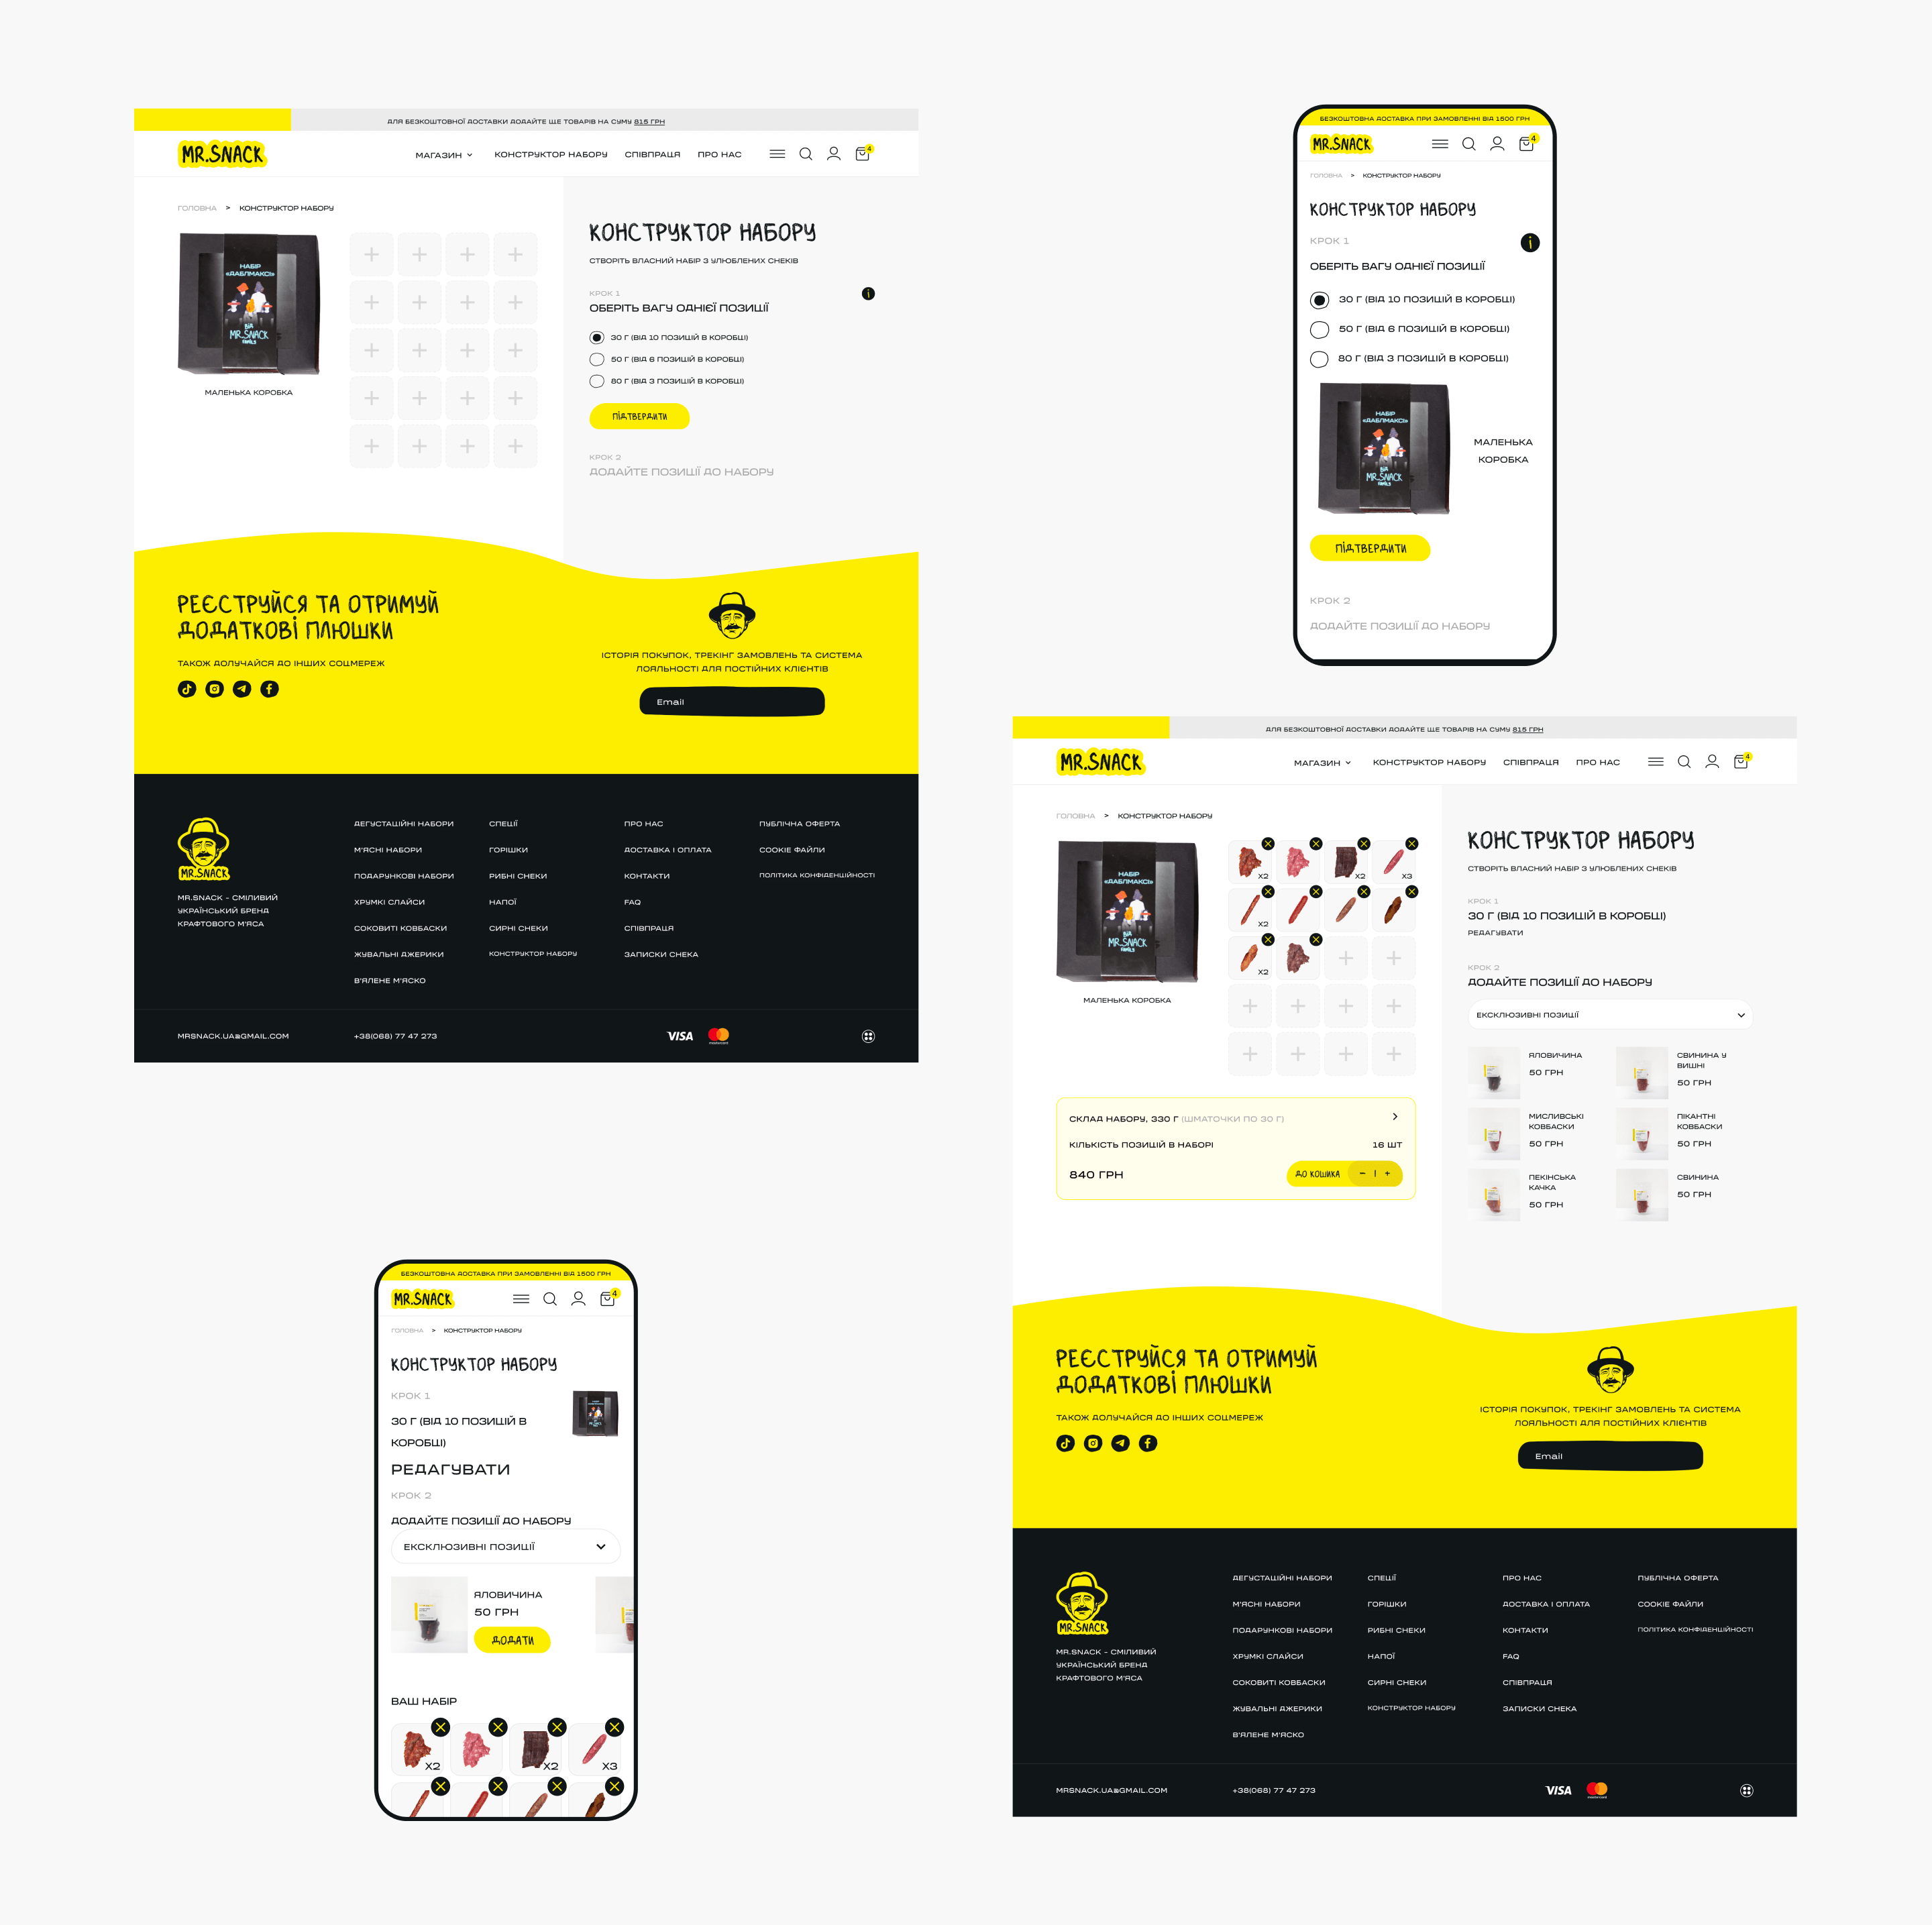 ДЛЯ БЕЗКОШТОВНОЇ ДОСТАВКИ ДОДАЙТЕ ЩЕ ТОВАРІВ НА СУМУ 815 ГРН
MR.SNACK
МАГАЗИН
КОНСТРУКТОР НАБОРУ
СПІВПРАЦЯ
ПРО НАС
4
ГОЛОВНА > КОНСТРУКТОР НАБОРУ
НАБІР
«ДАБЛМАКСІ»
ВІД
MR.SNACK
FAMILY
МАЛЕНЬКА КОРОБКА
КОНСТРУКТОР НАБОРУ
СТВОРІТЬ ВЛАСНИЙ НАБІР З УЛЮБЛЕНИХ СНЕКІВ
КРОК 1
i
ОБЕРІТЬ ВАГУ ОДНІЄЇ ПОЗИЦІЇ
30 Г (ВІД 10 ПОЗИЦІЙ В КОРОБЦІ)
50 Г (ВІД 6 ПОЗИЦІЙ В КОРОБЦІ)
80 Г (ВІД 3 ПОЗИЦІЙ В КОРОБЦІ)
ПІДТВЕРДИТИ
КРОК 2
ДОДАЙТЕ ПОЗИЦІЇ ДО НАБОРУ
РЕЄСТРУЙСЯ ТА ОТРИМУЙ
ДОДАТКОВІ ПЛЮШКИ
ТАКОЖ ДОЛУЧАЙСЯ ДО ІНШИХ СОЦМЕРЕЖ
ІСТОРІЯ ПОКУПОК, ТРЕКІНГ ЗАМОВЛЕНЬ ТА СИСТЕМА
ЛОЯЛЬНОСТІ ДЛЯ ПОСТІЙНИХ КЛІЄНТІВ
Email
MR.SNACK
MR.SNACK – СМІЛИВИЙ
УКРАЇНСЬКИЙ БРЕНД
КРАФТОВОГО М'ЯСА
ДЕГУСТАЦІЙНІ НАБОРИ
М'ЯСНІ НАБОРИ
ПОДАРУНКОВІ НАБОРИ
ХРУМКІ СЛАЙСИ
СОКОВИТІ КОВБАСКИ
ЖУВАЛЬНІ ДЖЕРИКИ
В'ЯЛЕНЕ М'ЯСКО
СПЕЦІЇ
ГОРІШКИ
РИБНІ СНЕКИ
НАПОЇ
СИРНІ СНЕКИ
КОНСТРУКТОР НАБОРУ
ПРО НАС
ДОСТАВКА І ОПЛАТА
КОНТАКТИ
FAQ
СПІВПРАЦЯ
ЗАПИСКИ СНЕКА
ПУБЛІЧНА ОФЕРТА
COOKIE ФАЙЛИ
ПОЛІТИКА КОНФІДЕНЦІЙНОСТІ
MRSNACK.UA@GMAIL.COM
+38(068) 77 47 273
VISA
mastercard
БЕЗКОШТОВНА ДОСТАВКА ПРИ ЗАМОВЛЕННІ ВІД 1500 ГРН
MR.SNACK
4
ГОЛОВНА > КОНСТРУКТОР НАБОРУ
КОНСТРУКТОР НАБОРУ
КРОК 1
i
ОБЕРІТЬ ВАГУ ОДНІЄЇ ПОЗИЦІЇ
30 Г (ВІД 10 ПОЗИЦІЙ В КОРОБЦІ)
50 Г (ВІД 6 ПОЗИЦІЙ В КОРОБЦІ)
80 Г (ВІД 3 ПОЗИЦІЙ В КОРОБЦІ)
НАБІР
«ДАБЛМАКСІ»
ВІД
MR.SNACK
FAMILY
МАЛЕНЬКА
КОРОБКА
ПІДТВЕРДИТИ
КРОК 2
ДОДАЙТЕ ПОЗИЦІЇ ДО НАБОРУ
БЕЗКОШТОВНА ДОСТАВКА ПРИ ЗАМОВЛЕННІ ВІД 1500 ГРН
MR.SNACK
4
ГОЛОВНА > КОНСТРУКТОР НАБОРУ
КОНСТРУКТОР НАБОРУ
КРОК 1
30 Г (ВІД 10 ПОЗИЦІЙ В
КОРОБЦІ)
РЕДАГУВАТИ
КРОК 2
ДОДАЙТЕ ПОЗИЦІЇ ДО НАБОРУ
ЕКСКЛЮЗИВНІ ПОЗИЦІЇ
ЯЛОВИЧИНА
50 ГРН
ДОДАТИ
ВАШ НАБІР
X2
X2
X3
ДЛЯ БЕЗКОШТОВНОЇ ДОСТАВКИ ДОДАЙТЕ ЩЕ ТОВАРІВ НА СУМУ 815 ГРН
MR.SNACK
МАГАЗИН
КОНСТРУКТОР НАБОРУ
СПІВПРАЦЯ
ПРО НАС
4
ГОЛОВНА > КОНСТРУКТОР НАБОРУ
НАБІР
«ДАБЛМАКСІ»
ВІД
MR.SNACK
FAMILY
МАЛЕНЬКА КОРОБКА
X2
X2
X3
X2
X2
СКЛАД НАБОРУ, 330 Г (ШМАТОЧКИ ПО 30 Г)
КІЛЬКІСТЬ ПОЗИЦІЙ В НАБОРІ 16 ШТ
840 ГРН
ДО КОШИКА – 1 +
КОНСТРУКТОР НАБОРУ
СТВОРІТЬ ВЛАСНИЙ НАБІР З УЛЮБЛЕНИХ СНЕКІВ
КРОК 1
30 Г (ВІД 10 ПОЗИЦІЙ В КОРОБЦІ)
РЕДАГУВАТИ
КРОК 2
ДОДАЙТЕ ПОЗИЦІЇ ДО НАБОРУ
ЕКСКЛЮЗИВНІ ПОЗИЦІЇ
ЯЛОВИЧИНА
50 ГРН
СВИНИНА У
ВИШНІ
50 ГРН
МИСЛИВСЬКІ
КОВБАСКИ
50 ГРН
ПІКАНТНІ
КОВБАСКИ
50 ГРН
ПЕКІНСЬКА
КАЧКА
50 ГРН
СВИНИНА
50 ГРН
РЕЄСТРУЙСЯ ТА ОТРИМУЙ
ДОДАТКОВІ ПЛЮШКИ
ТАКОЖ ДОЛУЧАЙСЯ ДО ІНШИХ СОЦМЕРЕЖ
ІСТОРІЯ ПОКУПОК, ТРЕКІНГ ЗАМОВЛЕНЬ ТА СИСТЕМА
ЛОЯЛЬНОСТІ ДЛЯ ПОСТІЙНИХ КЛІЄНТІВ
Email
MR.SNACK
MR.SNACK – СМІЛИВИЙ
УКРАЇНСЬКИЙ БРЕНД
КРАФТОВОГО М'ЯСА
ДЕГУСТАЦІЙНІ НАБОРИ
М'ЯСНІ НАБОРИ
ПОДАРУНКОВІ НАБОРИ
ХРУМКІ СЛАЙСИ
СОКОВИТІ КОВБАСКИ
ЖУВАЛЬНІ ДЖЕРИКИ
В'ЯЛЕНЕ М'ЯСКО
СПЕЦІЇ
ГОРІШКИ
РИБНІ СНЕКИ
НАПОЇ
СИРНІ СНЕКИ
КОНСТРУКТОР НАБОРУ
ПРО НАС
ДОСТАВКА І ОПЛАТА
КОНТАКТИ
FAQ
СПІВПРАЦЯ
ЗАПИСКИ СНЕКА
ПУБЛІЧНА ОФЕРТА
COOKIE ФАЙЛИ
ПОЛІТИКА КОНФІДЕНЦІЙНОСТІ
MRSNACK.UA@GMAIL.COM
+38(068) 77 47 273
VISA
mastercard